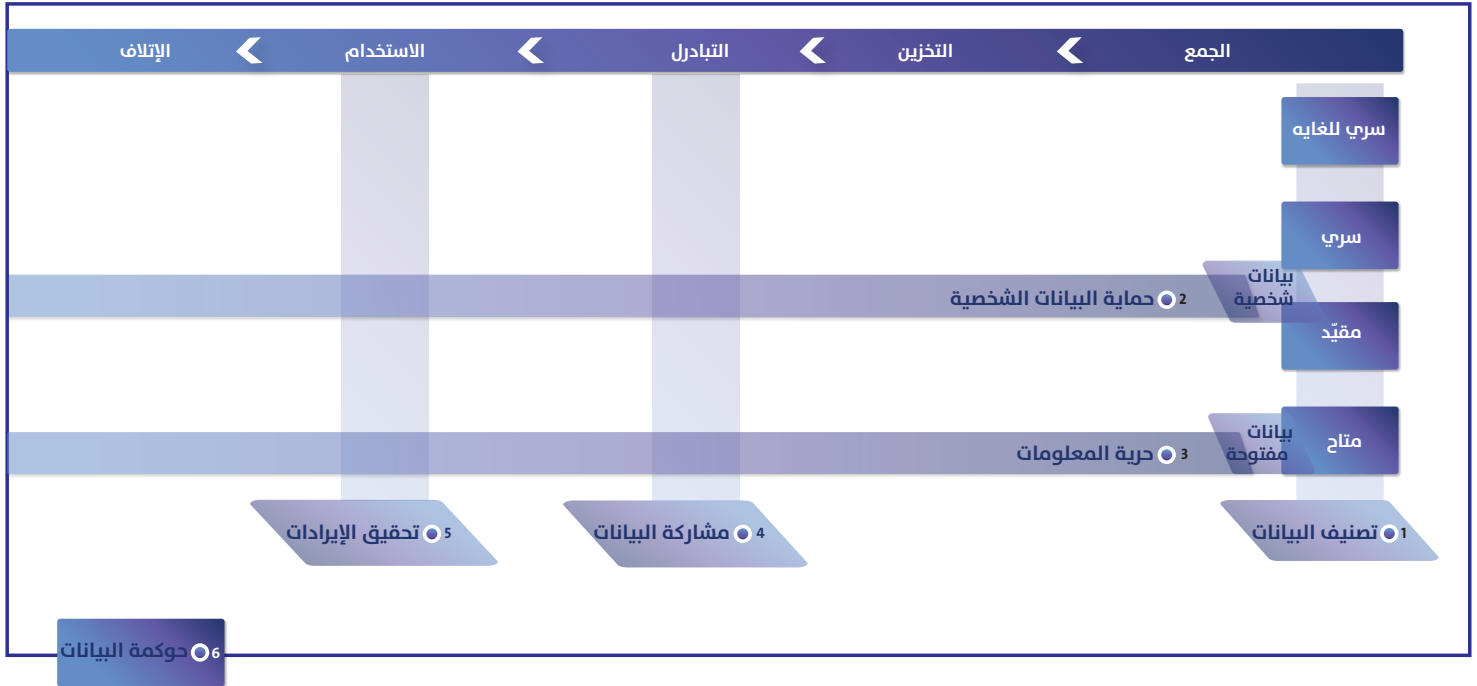 الجمع
التخزين
التبادرل
الاستخدام
الإتلاف
سري للغايه
سري
بيانات
شخصية
2 حماية البيانات الشخصية
مقيّد
متاح
بيانات
مفتوحة
3 حرية المعلومات
1 تصنيف البيانات
4 مشاركة البيانات
5 تحقيق الإيرادات
6 حوكمة البيانات